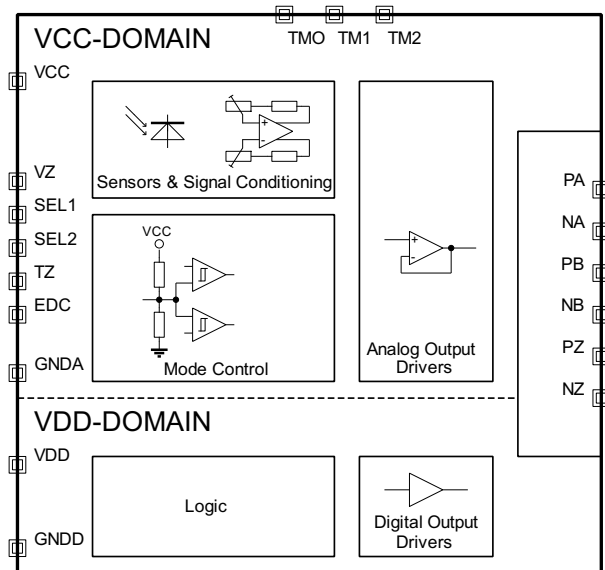 VCC-DOMAIN
TM0 TM1 TM2
VCC
VZ
SEL1
SEL2
TZ
EDC
GNDA
Sensors & Signal Conditioning
VCC
Mode Control
Analog Output
Drivers
PA
NA
PB
NB
PZ
NZ
VDD-DOMAIN
VDD
GNDD
Logic
Digital Output
Drivers